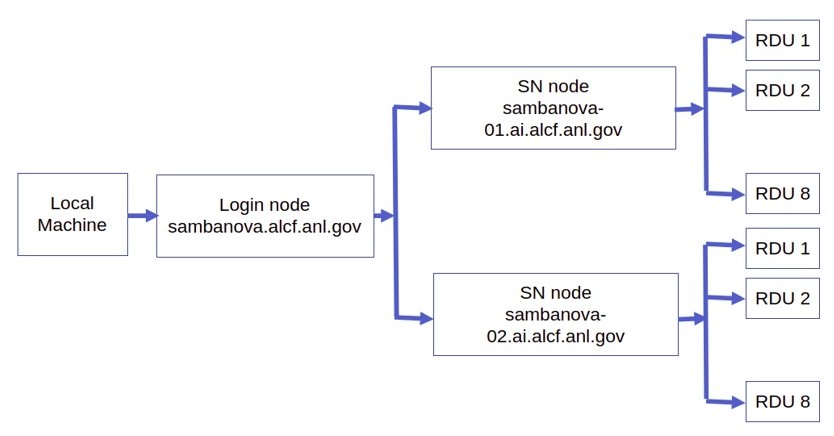 Local
Machine
Login node
sambanova.alcf.anl.gov
SN node
sambanova-
01.ai.alcf.anl.gov
RDU 1
RDU 2
RDU 8
SN node
sambanova-
02.ai.alcf.anl.gov
RDU 1
RDU 2
RDU 8